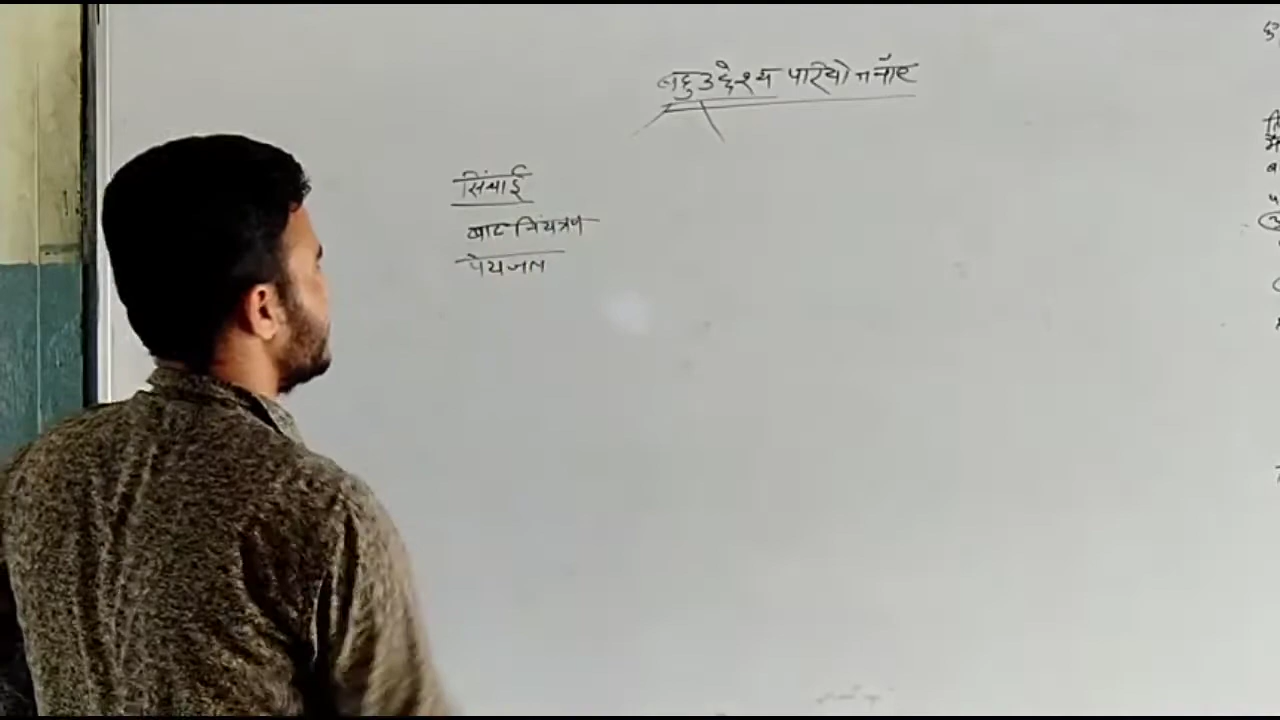 बहुउद्देश्य परियोजनाएँ
सिंचाई
बाढ नियंत्रण
पेयजल